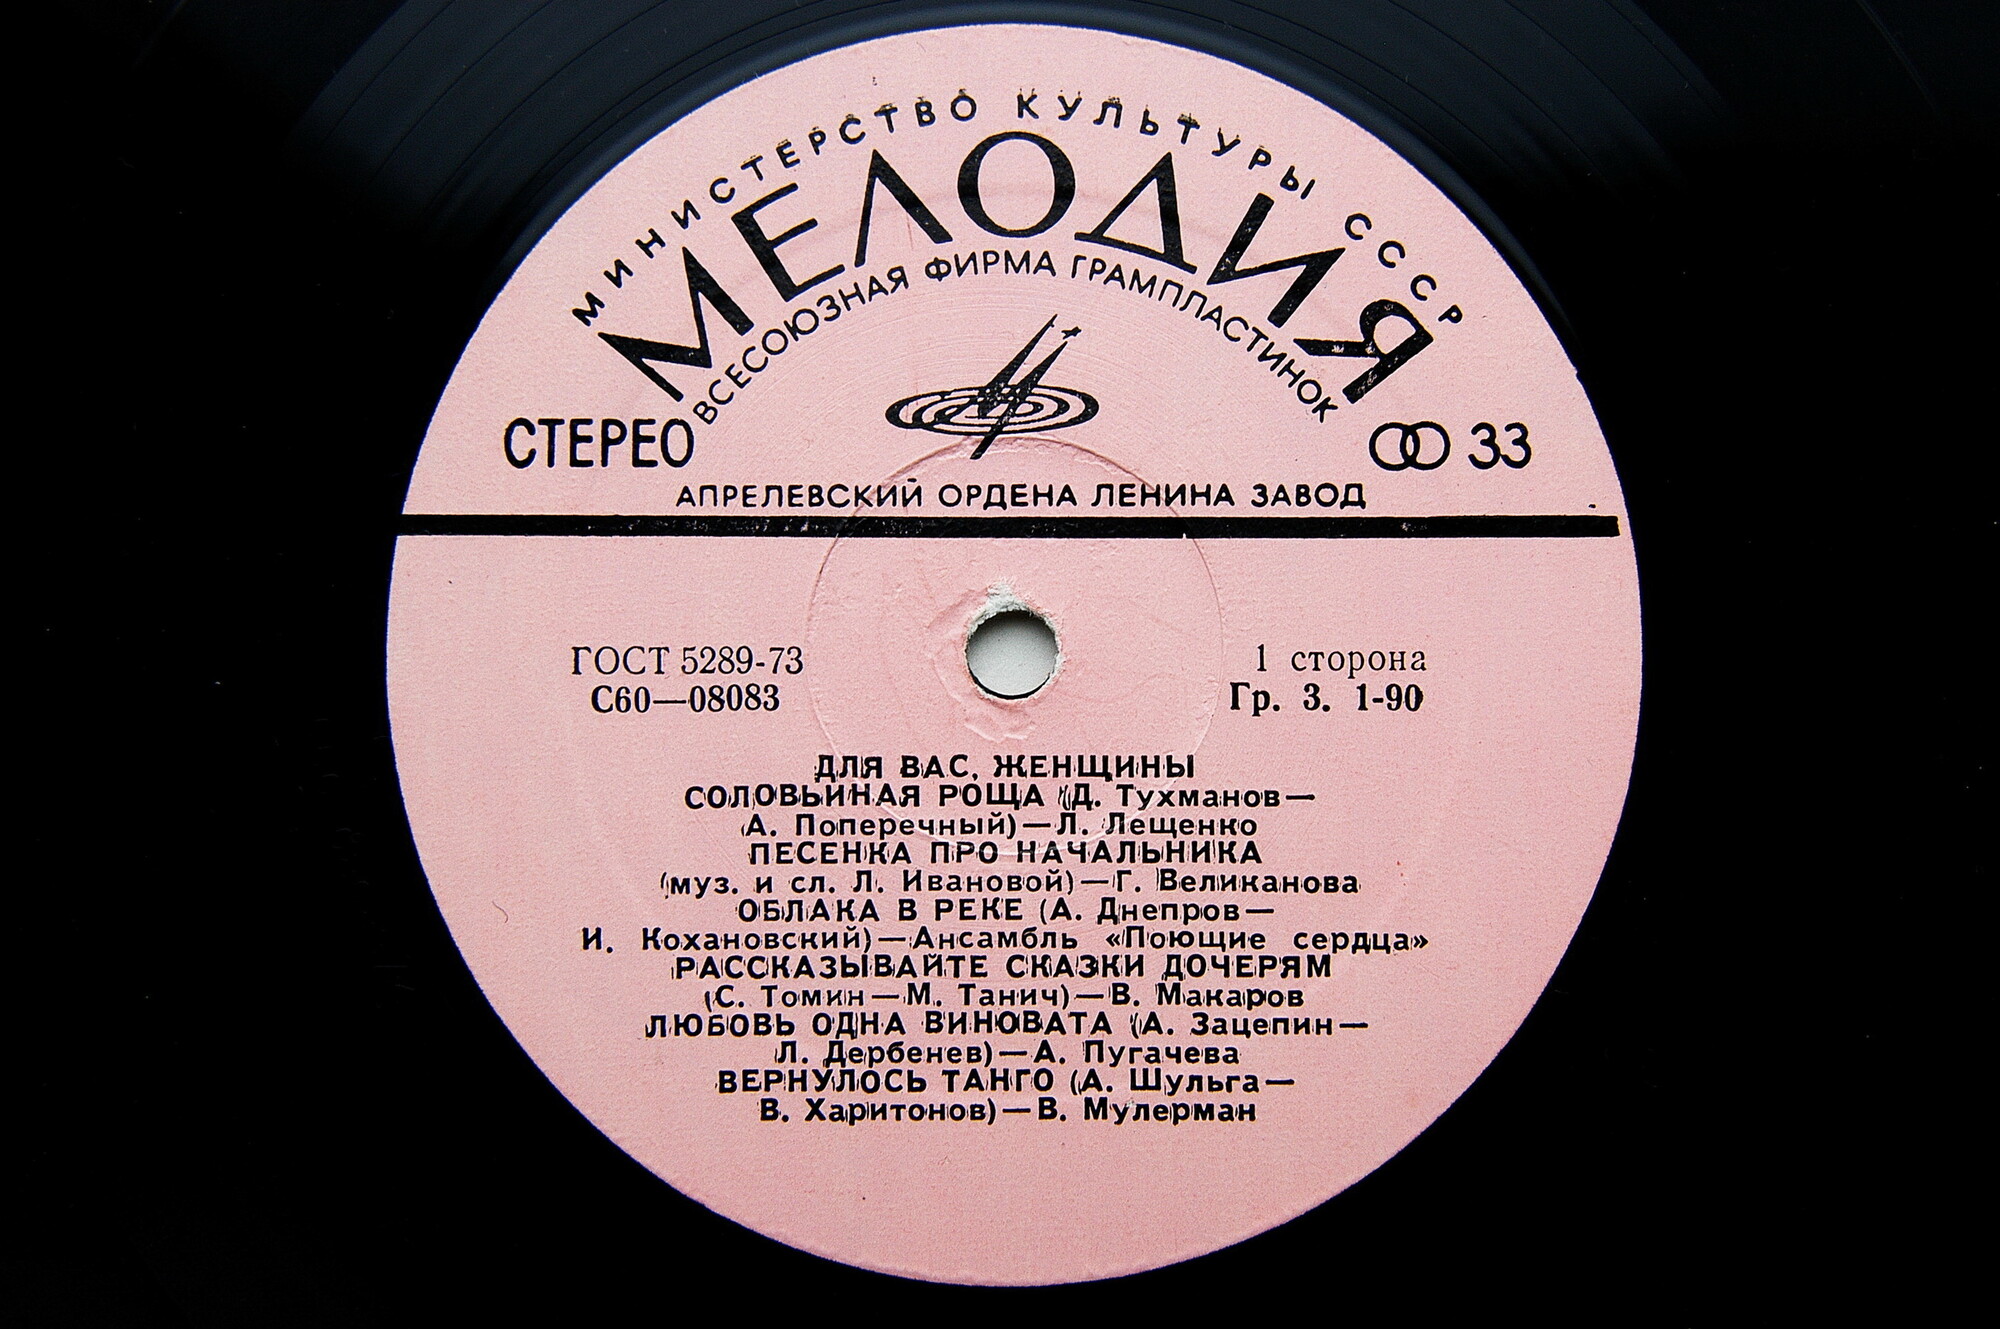 МИНИСТЕРСТВО КУЛЬТУРЫ СССР
МЕЛОДИЯ
ВСЕСОЮЗНАЯ ФИРМА ГРАМПЛАСТИНОК
СТЕРЕО 33
АПРЕЛЕВСКИЙ ОРДЕНА ЛЕНИНА ЗАВОД
ГОСТ 5289-73 1 сторона
С60—08083 Гр. 3. 1-90
ДЛЯ ВАС, ЖЕНЩИНЫ
СОЛОВЬИНАЯ РОЩА (Д. Тухманов—
А. Поперечный)—Л. Лещенко
ПЕСЕНКА ПРО НАЧАЛЬНИКА
(муз. и сл. Л. Ивановой)—Г. Великанова
ОБЛАКА В РЕКЕ (А. Днепров—
И. Кохановский)—Ансамбль «Поющие сердца»
РАССКАЗЫВАЙТЕ СКАЗКИ ДОЧЕРЯМ
(С. Томин—М. Танич)—В. Макаров
ЛЮБОВЬ ОДНА ВИНОВАТА (А. Зацепин—
Л. Дербенев)—А. Пугачева
ВЕРНУЛОСЬ ТАНГО (А. Шульга—
В. Харитонов)—В. Мулерман